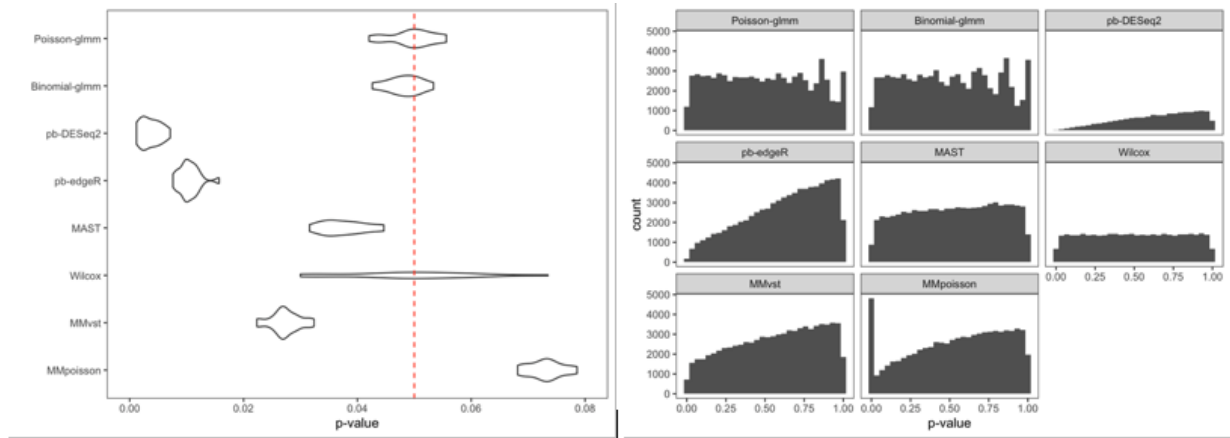 Poisson-glmm
Binomial-glmm
pb-DESeq2
pb-edgeR
MAST
Wilcox
MMvst
MMpoisson
0.00 0.02 0.04 0.06 0.08
p-value
Poisson-glmm Binomial-glmm pb-DESeq2
5000
4000
3000
2000
1000
0
pb-edgeR MAST Wilcox
5000
4000
3000
2000
1000
0
count
0.00 0.25 0.50 0.75 1.00
MMvst MMpoisson
5000
4000
3000
2000
1000
0
0.00 0.25 0.50 0.75 1.00 0.00 0.25 0.50 0.75 1.00
p-value